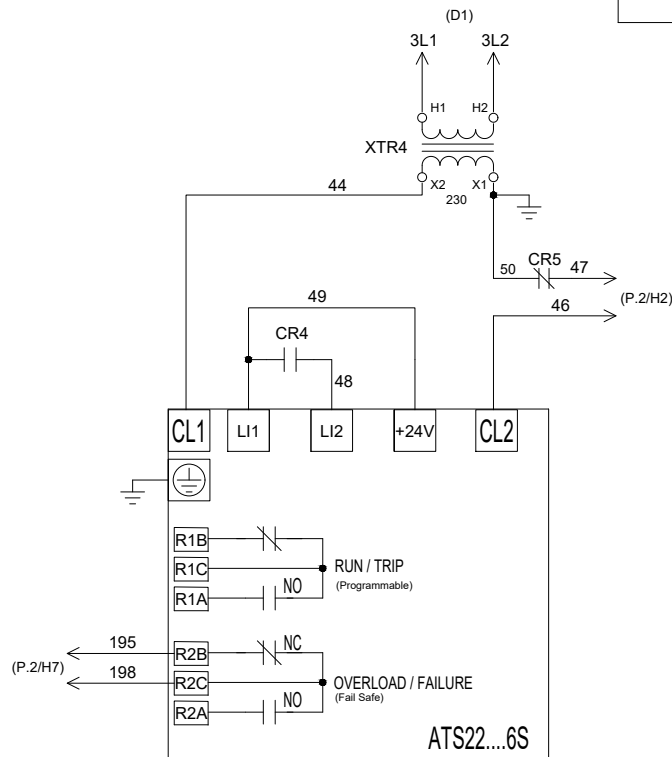 (D1)
3L1 3L2
H1 H2
XTR4
X2 X1
44 230
CR5
50 47
(P.2/H2)
49 46
CR4
48
CL1 LI1 LI2 +24V CL2
R1B
R1C RUN / TRIP
(Programmable)
R1A NO
195 R2B NC
(P.2/H7)
198 R2C OVERLOAD / FAILURE
(Fail Safe)
R2A NO
ATS22....6S